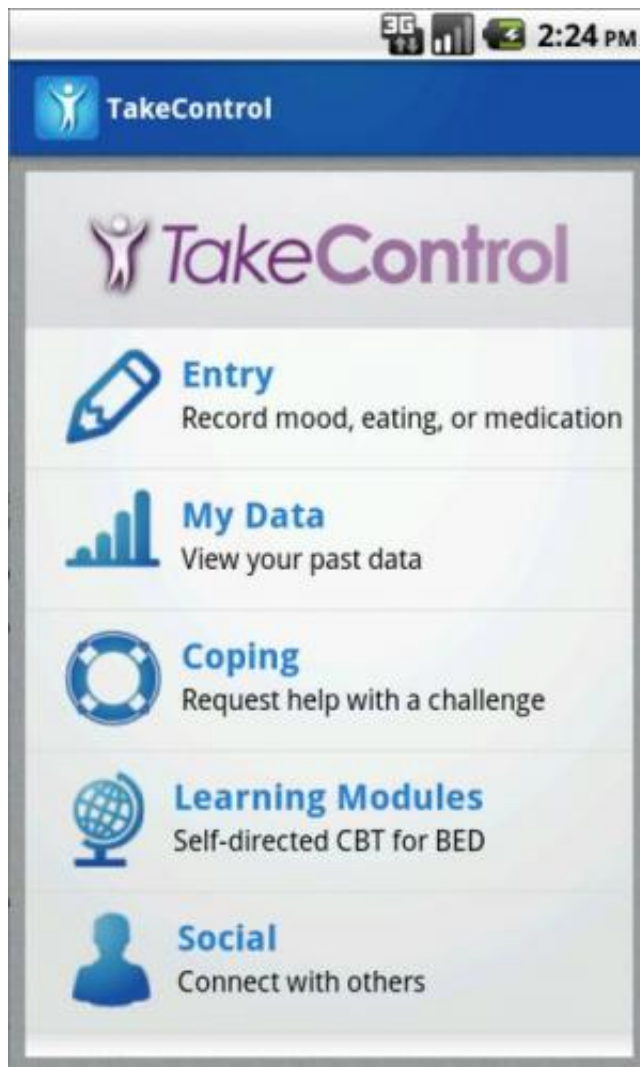 3G 2:24 PM
TakeControl
TakeControl
Entry
Record mood, eating, or medication
My Data
View your past data
Coping
Request help with a challenge
Learning Modules
Self-directed CBT for BED
Social
Connect with others